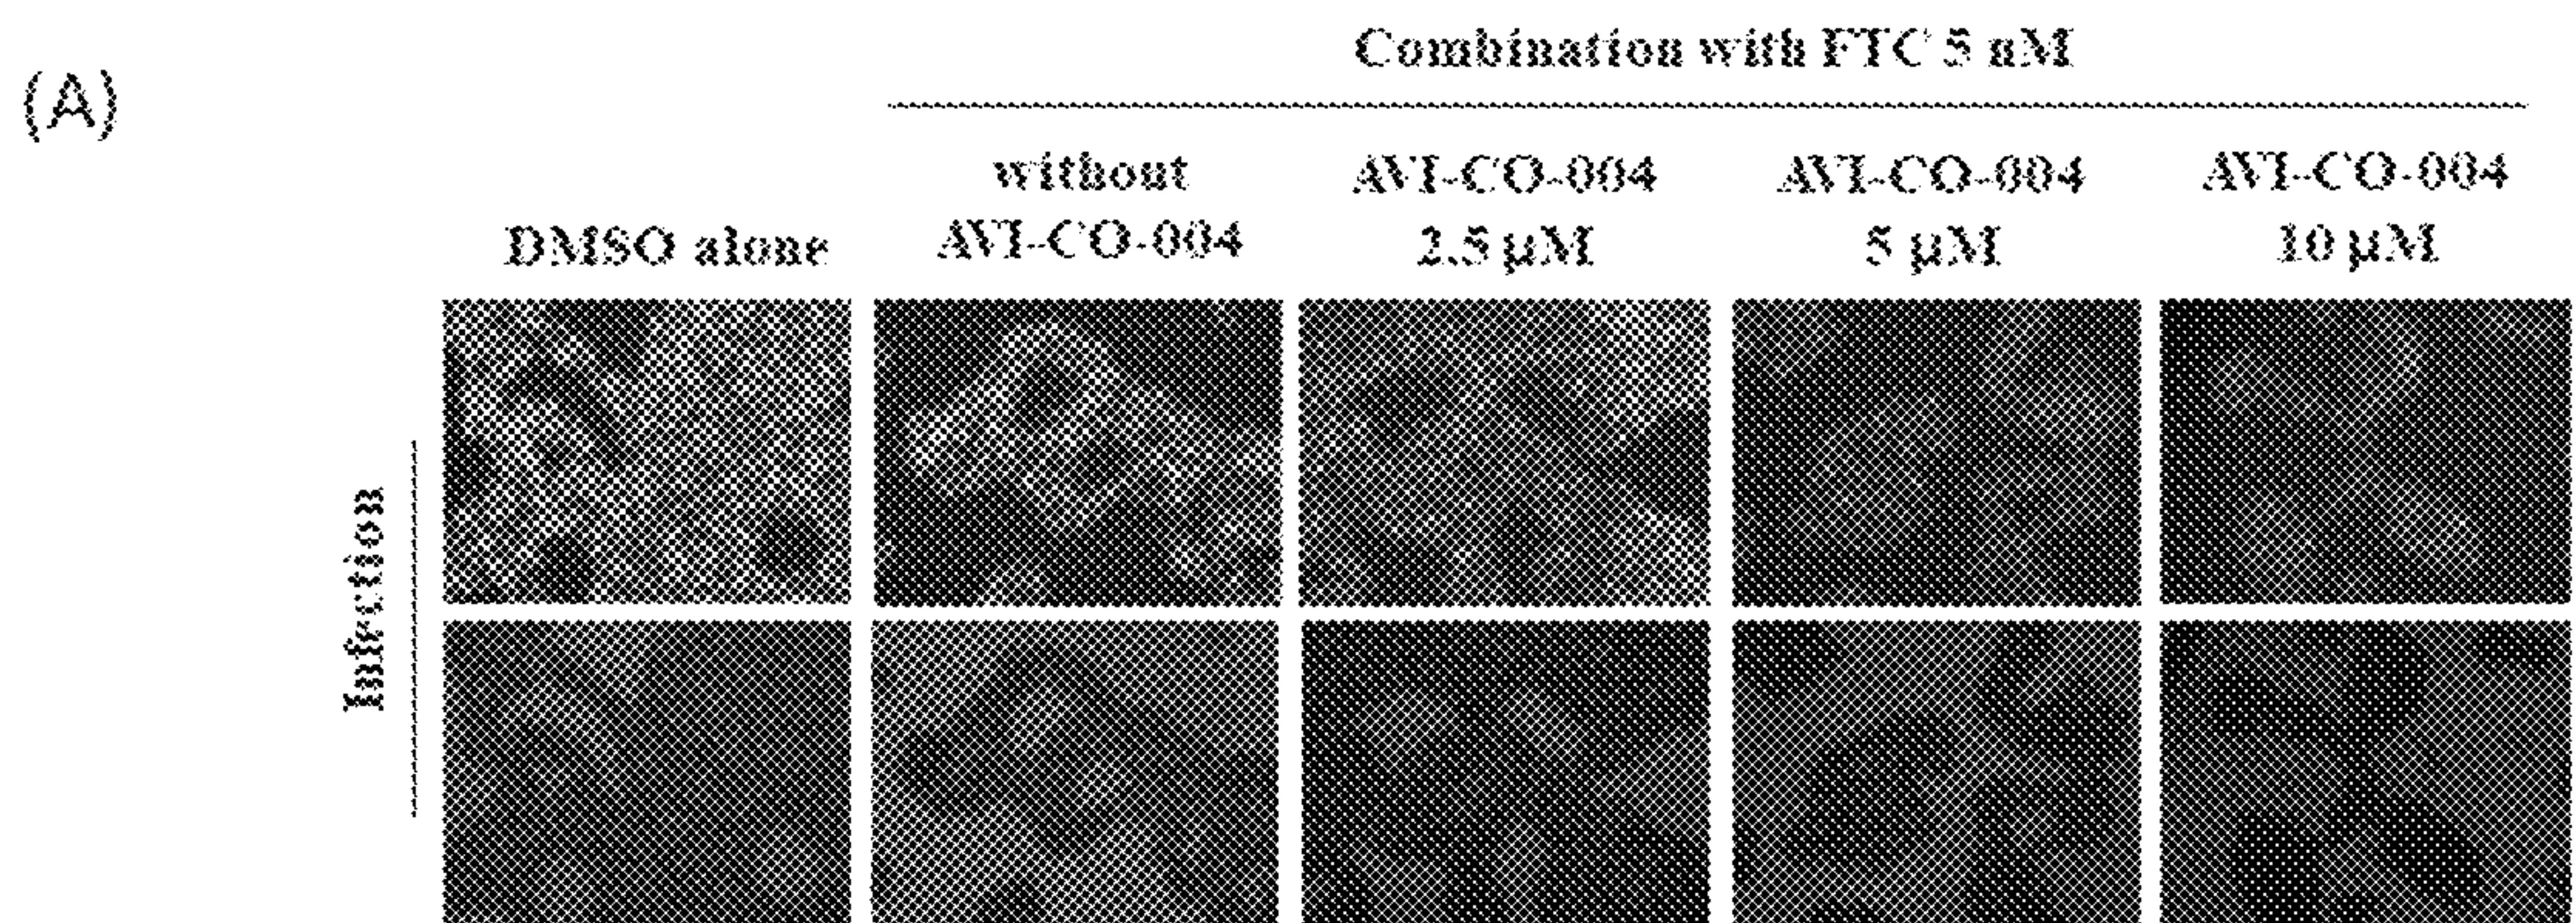 (A)
Combination with FTC 5 nM
DMSO alone
without
AVI-CO-004
AVI-CO-004
2.5 µM
AVI-CO-004
5 µM
AVI-CO-004
10 µM
Infection